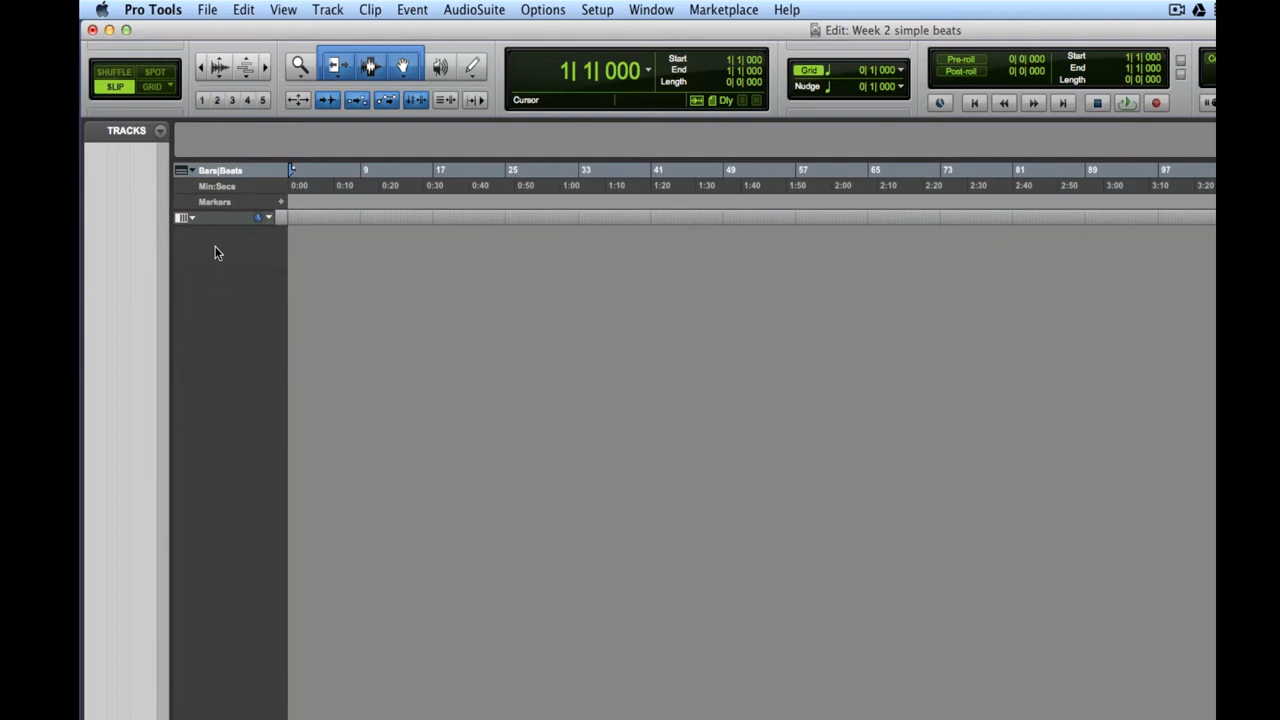 Pro Tools File Edit View Track Clip Event AudioSuite Options Setup Window Marketplace Help
Edit: Week 2 simple beats
SHUFFLE SPOT
SLIP GRID
1 2 3 4 5
1| 1| 000
Start 1| 1| 000
End 1| 1| 000
Length 0| 0| 000
Cursor
Dly
Grid 0| 1| 000
Nudge 0| 1| 000
Pre-roll 0| 0| 000
Post-roll 0| 0| 000
Start 1| 1| 000
End 1| 1| 000
Length 0| 0| 000
TRACKS
Bars|Beats 9 17 25 33 41 49 57 65 73 81 89 97
Min:Secs 0:00 0:10 0:20 0:30 0:40 0:50 1:00 1:10 1:20 1:30 1:40 1:50 2:00 2:10 2:20 2:30 2:40 2:50 3:00 3:10 3:20
Markers +